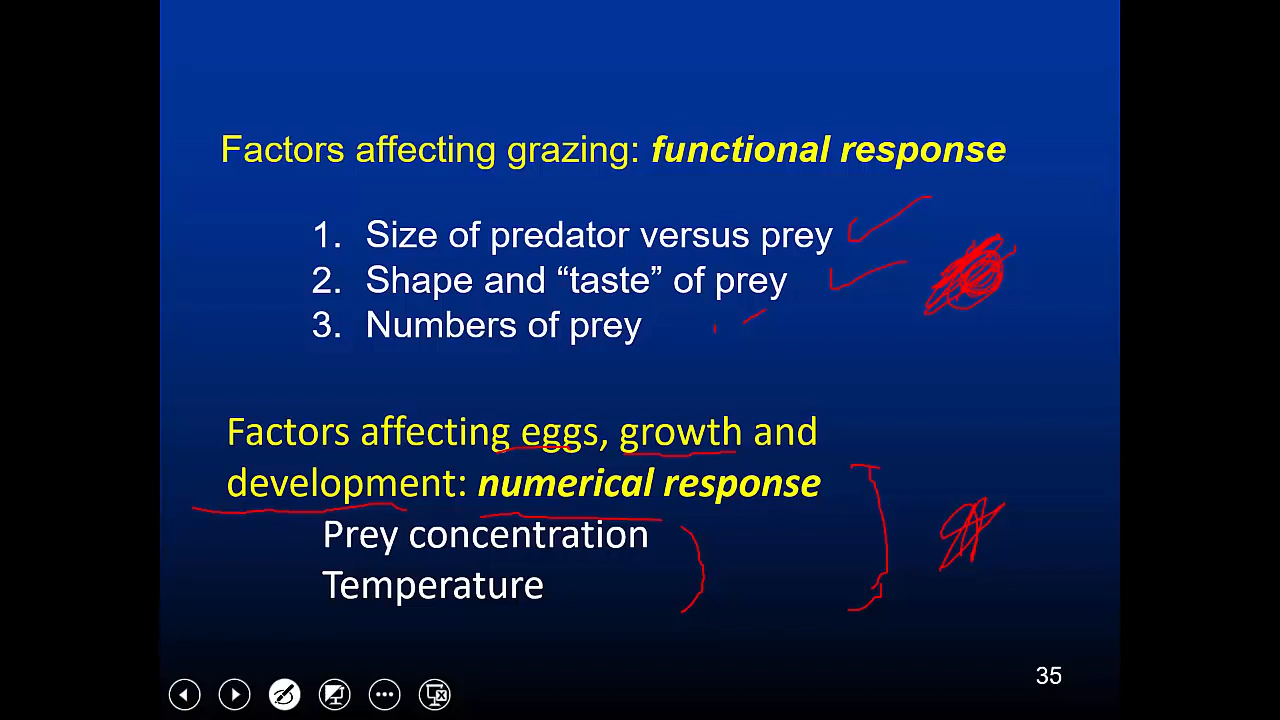 Factors affecting grazing: functional response
1. Size of predator versus prey
2. Shape and “taste” of prey
3. Numbers of prey
Factors affecting eggs, growth and
development: numerical response
Prey concentration
Temperature
35